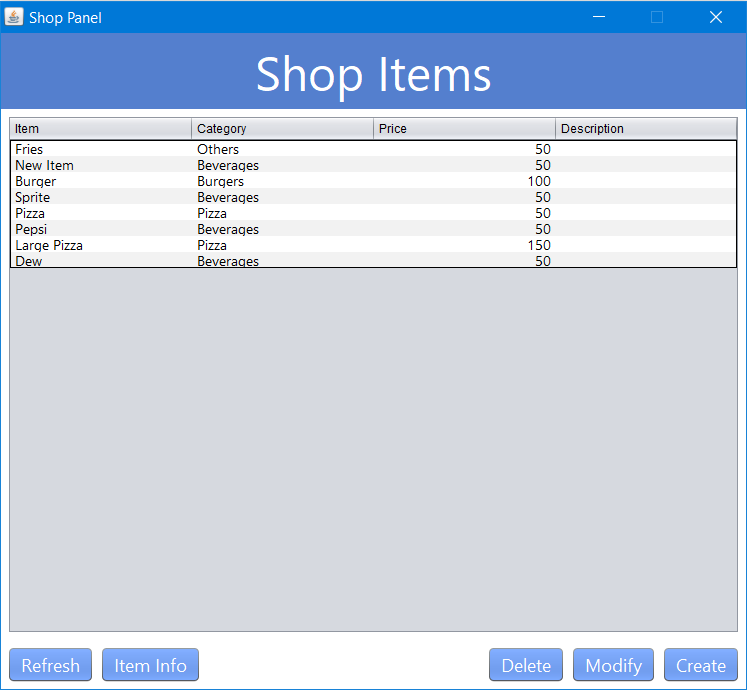 Shop Panel
Shop Items
Item Category Price Description
Fries Others 50
New Item Beverages 50
Burger Burgers 100
Sprite Beverages 50
Pizza Pizza 50
Pepsi Beverages 50
Large Pizza Pizza 150
Dew Beverages 50
Refresh Item Info Delete Modify Create